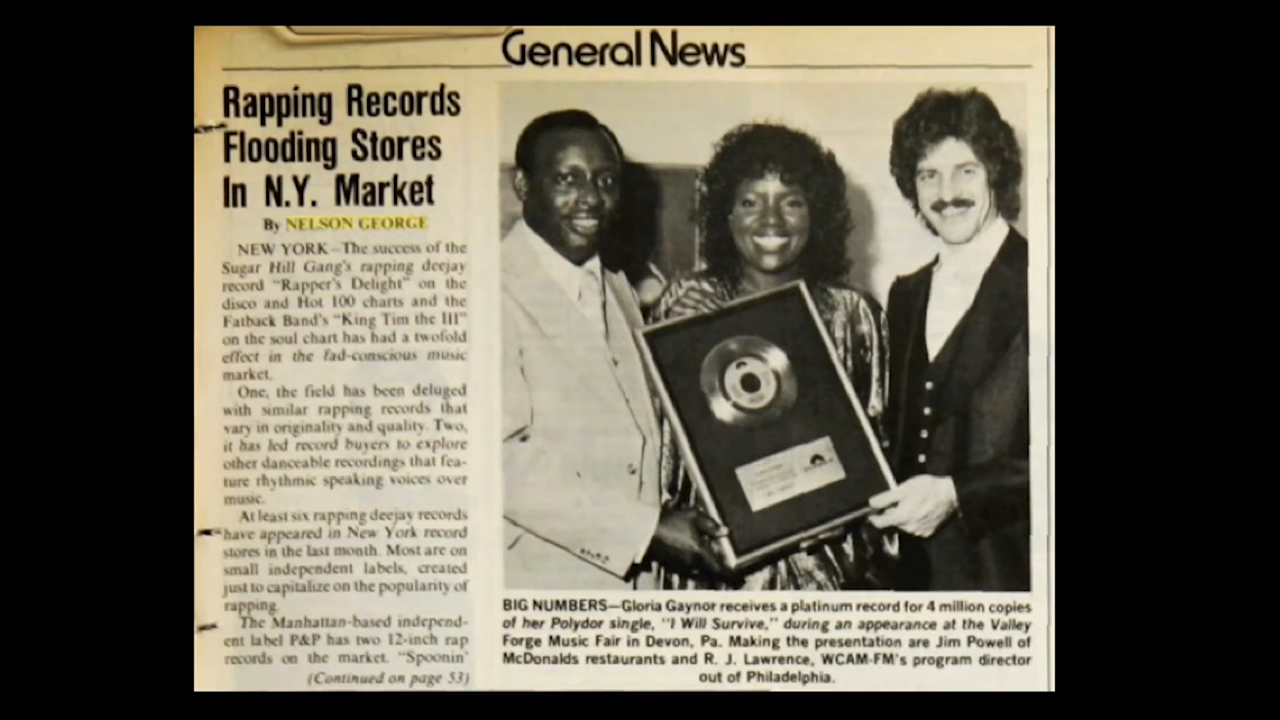 General News
Rapping Records
Flooding Stores
In N.Y. Market
By NELSON GEORGE
NEW YORK—The success of the
Sugar Hill Gang's rapping deejay
record "Rapper's Delight" on the
disco and Hot 100 charts and the
Fatback Band's "King Tim the III"
on the soul chart has had a twofold
effect in the fad-conscious music
market.
One, the field has been deluged
with similar rapping records that
vary in originality and quality. Two,
it has led record buyers to explore
other danceable recordings that fea-
ture rhythmic speaking voices over
music.
At least six rapping deejay records
have appeared in New York record
stores in the last month. Most are on
small independent labels, created
just to capitalize on the popularity of
rapping.
The Manhattan-based independ-
ent label P&P has two 12-inch rap
records on the market. "Spoonin'
(Continued on page 53)
BIG NUMBERS—Gloria Gaynor receives a platinum record for 4 million copies
of her Polydor single, "I Will Survive," during an appearance at the Valley
Forge Music Fair in Devon, Pa. Making the presentation are Jim Powell of
McDonalds restaurants and R. J. Lawrence, WCAM-FM's program director
out of Philadelphia.